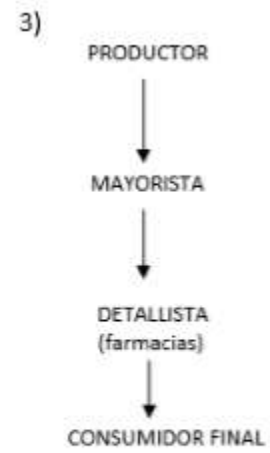 3)
PRODUCTOR
MAYORISTA
DETALLISTA
(farmacias)
CONSUMIDOR FINAL